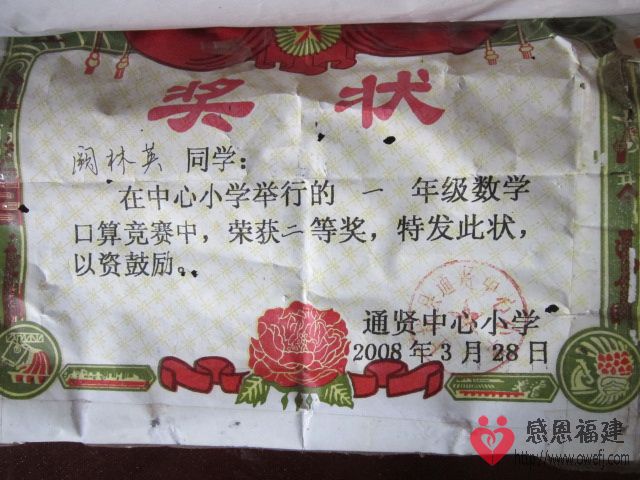 奖状
阙林英 同学：
在中心小学举行的 一 年级数学
口算竞赛中，荣获二等奖，特发此状，
以资鼓励。
通贤中心小学
2008年3月28日
感恩福建
http://www.owefj.com